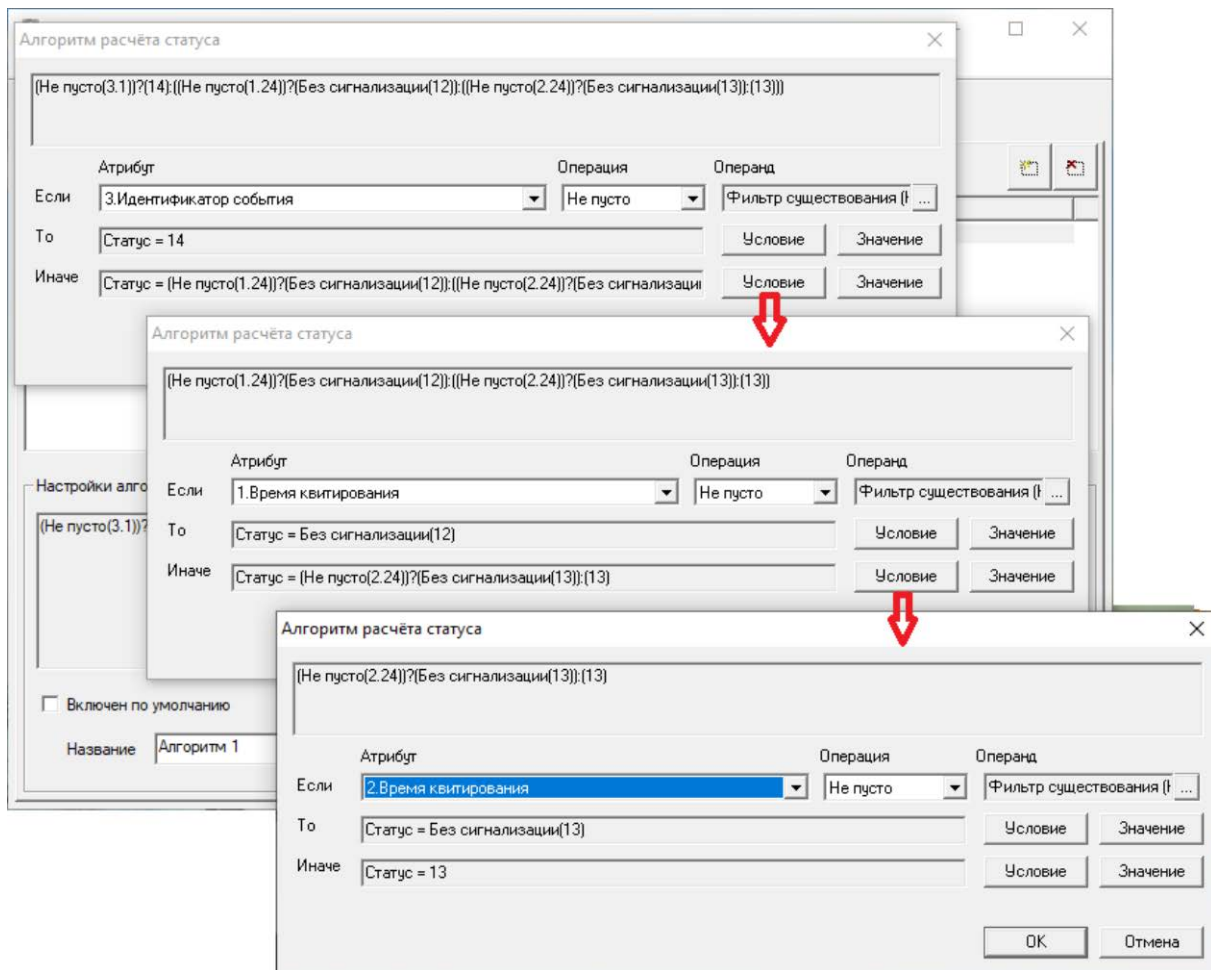 Алгоритм расчёта статуса
(Не пусто(3.1))?(14):((Не пусто(1.24))?(Без сигнализации(12)):((Не пусто(2.24))?(Без сигнализации(13)):(13)))
Атрибут Операция Операнд
Если 3.Идентификатор события Не пусто Фильтр существования (Н ...
То Статус = 14 Условие Значение
Иначе Статус = (Не пусто(1.24))?(Без сигнализации(12)):((Не пусто(2.24))?(Без сигнализаци Условие Значение
Алгоритм расчёта статуса
(Не пусто(1.24))?(Без сигнализации(12)):((Не пусто(2.24))?(Без сигнализации(13)):(13))
Атрибут Операция Операнд
Если 1.Время квитирования Не пусто Фильтр существования (Н ...
То Статус = Без сигнализации(12) Условие Значение
Иначе Статус = (Не пусто(2.24))?(Без сигнализации(13)):(13) Условие Значение
Настройки алго
(Не пусто(3.1))?
Включен по умолчанию
Название Алгоритм 1
Алгоритм расчёта статуса
(Не пусто(2.24))?(Без сигнализации(13)):(13)
Атрибут Операция Операнд
Если 2.Время квитирования Не пусто Фильтр существования (Н ...
То Статус = Без сигнализации(13) Условие Значение
Иначе Статус = 13 Условие Значение
OK Отмена